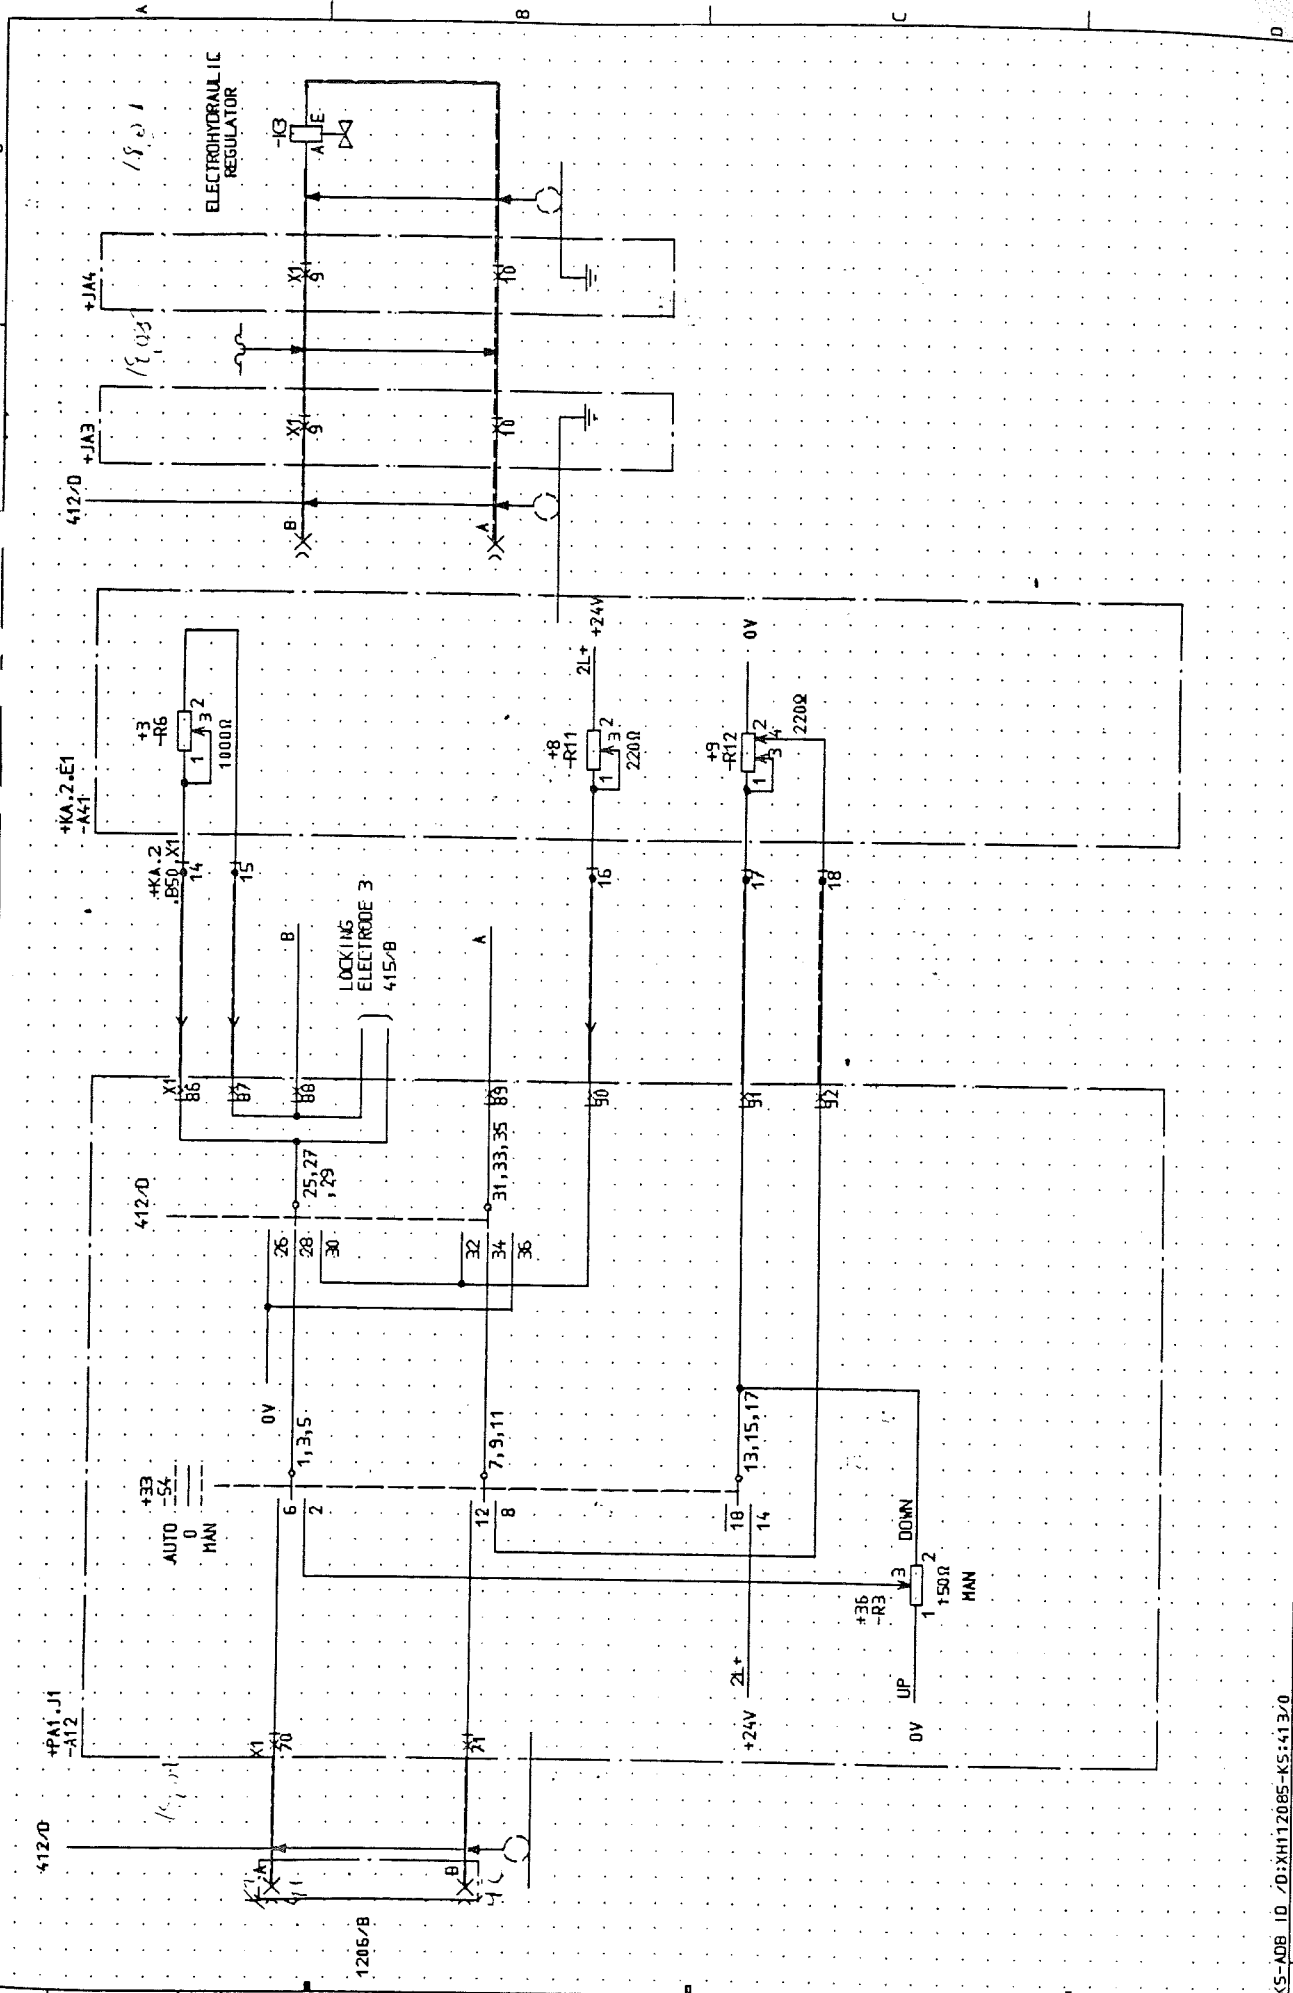 A
B
C
D
ELECTROHYDRAULIC
REGULATOR
-K3
A
E
+JA4
X1
9
10
+JA3
X1
9
10
412/D
B
A
+KA.2.E1
-A41
+3
-R6
1
3
2
1000Ω
+8
-R11
1
3
2
220Ω
2L+
+24V
+9
-R12
1
3
4
2
220Ω
0V
+KA.2
.B50
X1
14
15
16
17
18
B
A
LOCKING
ELECTRODE 3
415/B
X1
86
87
88
89
90
91
92
412/D
25,27
,29
31,33,35
26
28
30
32
34
36
0V
1,3,5
7,9,11
13,15,17
+33
-S4
AUTO
0
MAN
6
2
12
8
18
14
2L+
+24V
DOWN
UP
0V
+36
-R3
1
3
2
150Ω
MAN
+PA1.J1
-A12
X1
70
71
412/D
A
B
1206/B
KS-ADB ID /D:XH112085-KS:413/0